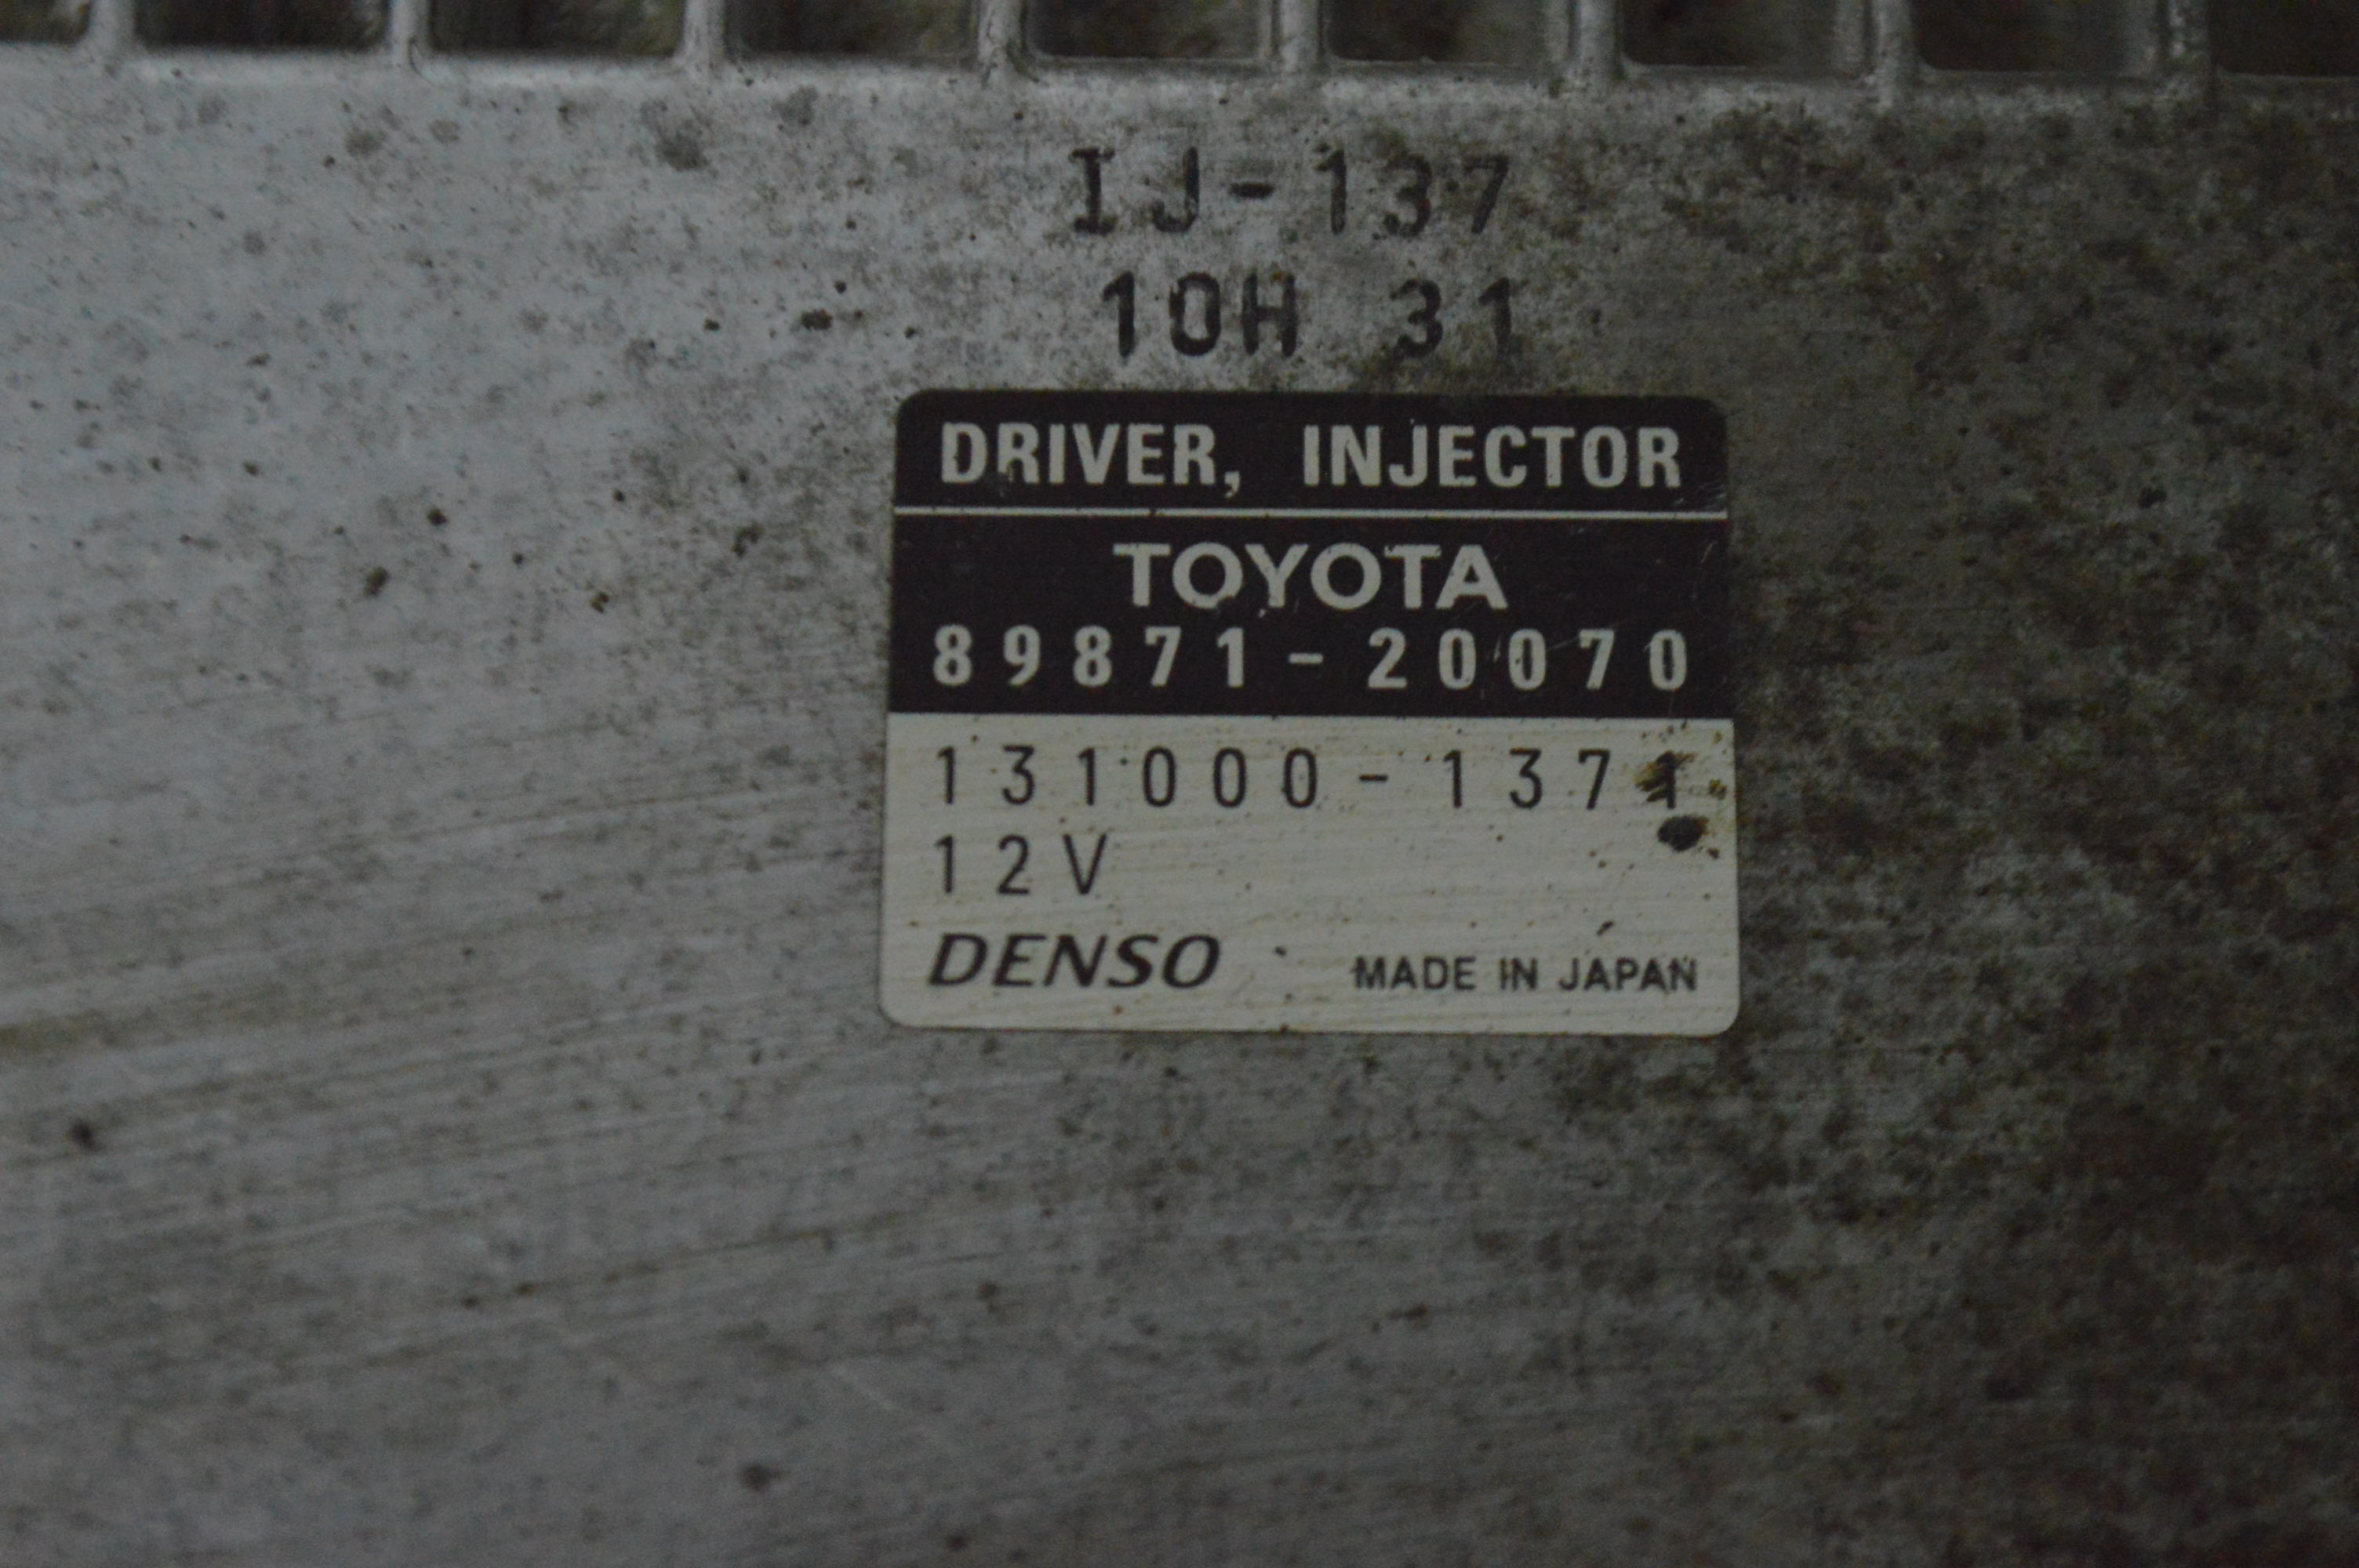 IJ-137
10H 31
DRIVER, INJECTOR
TOYOTA
89871-20070
131000-1371
12V
DENSO MADE IN JAPAN